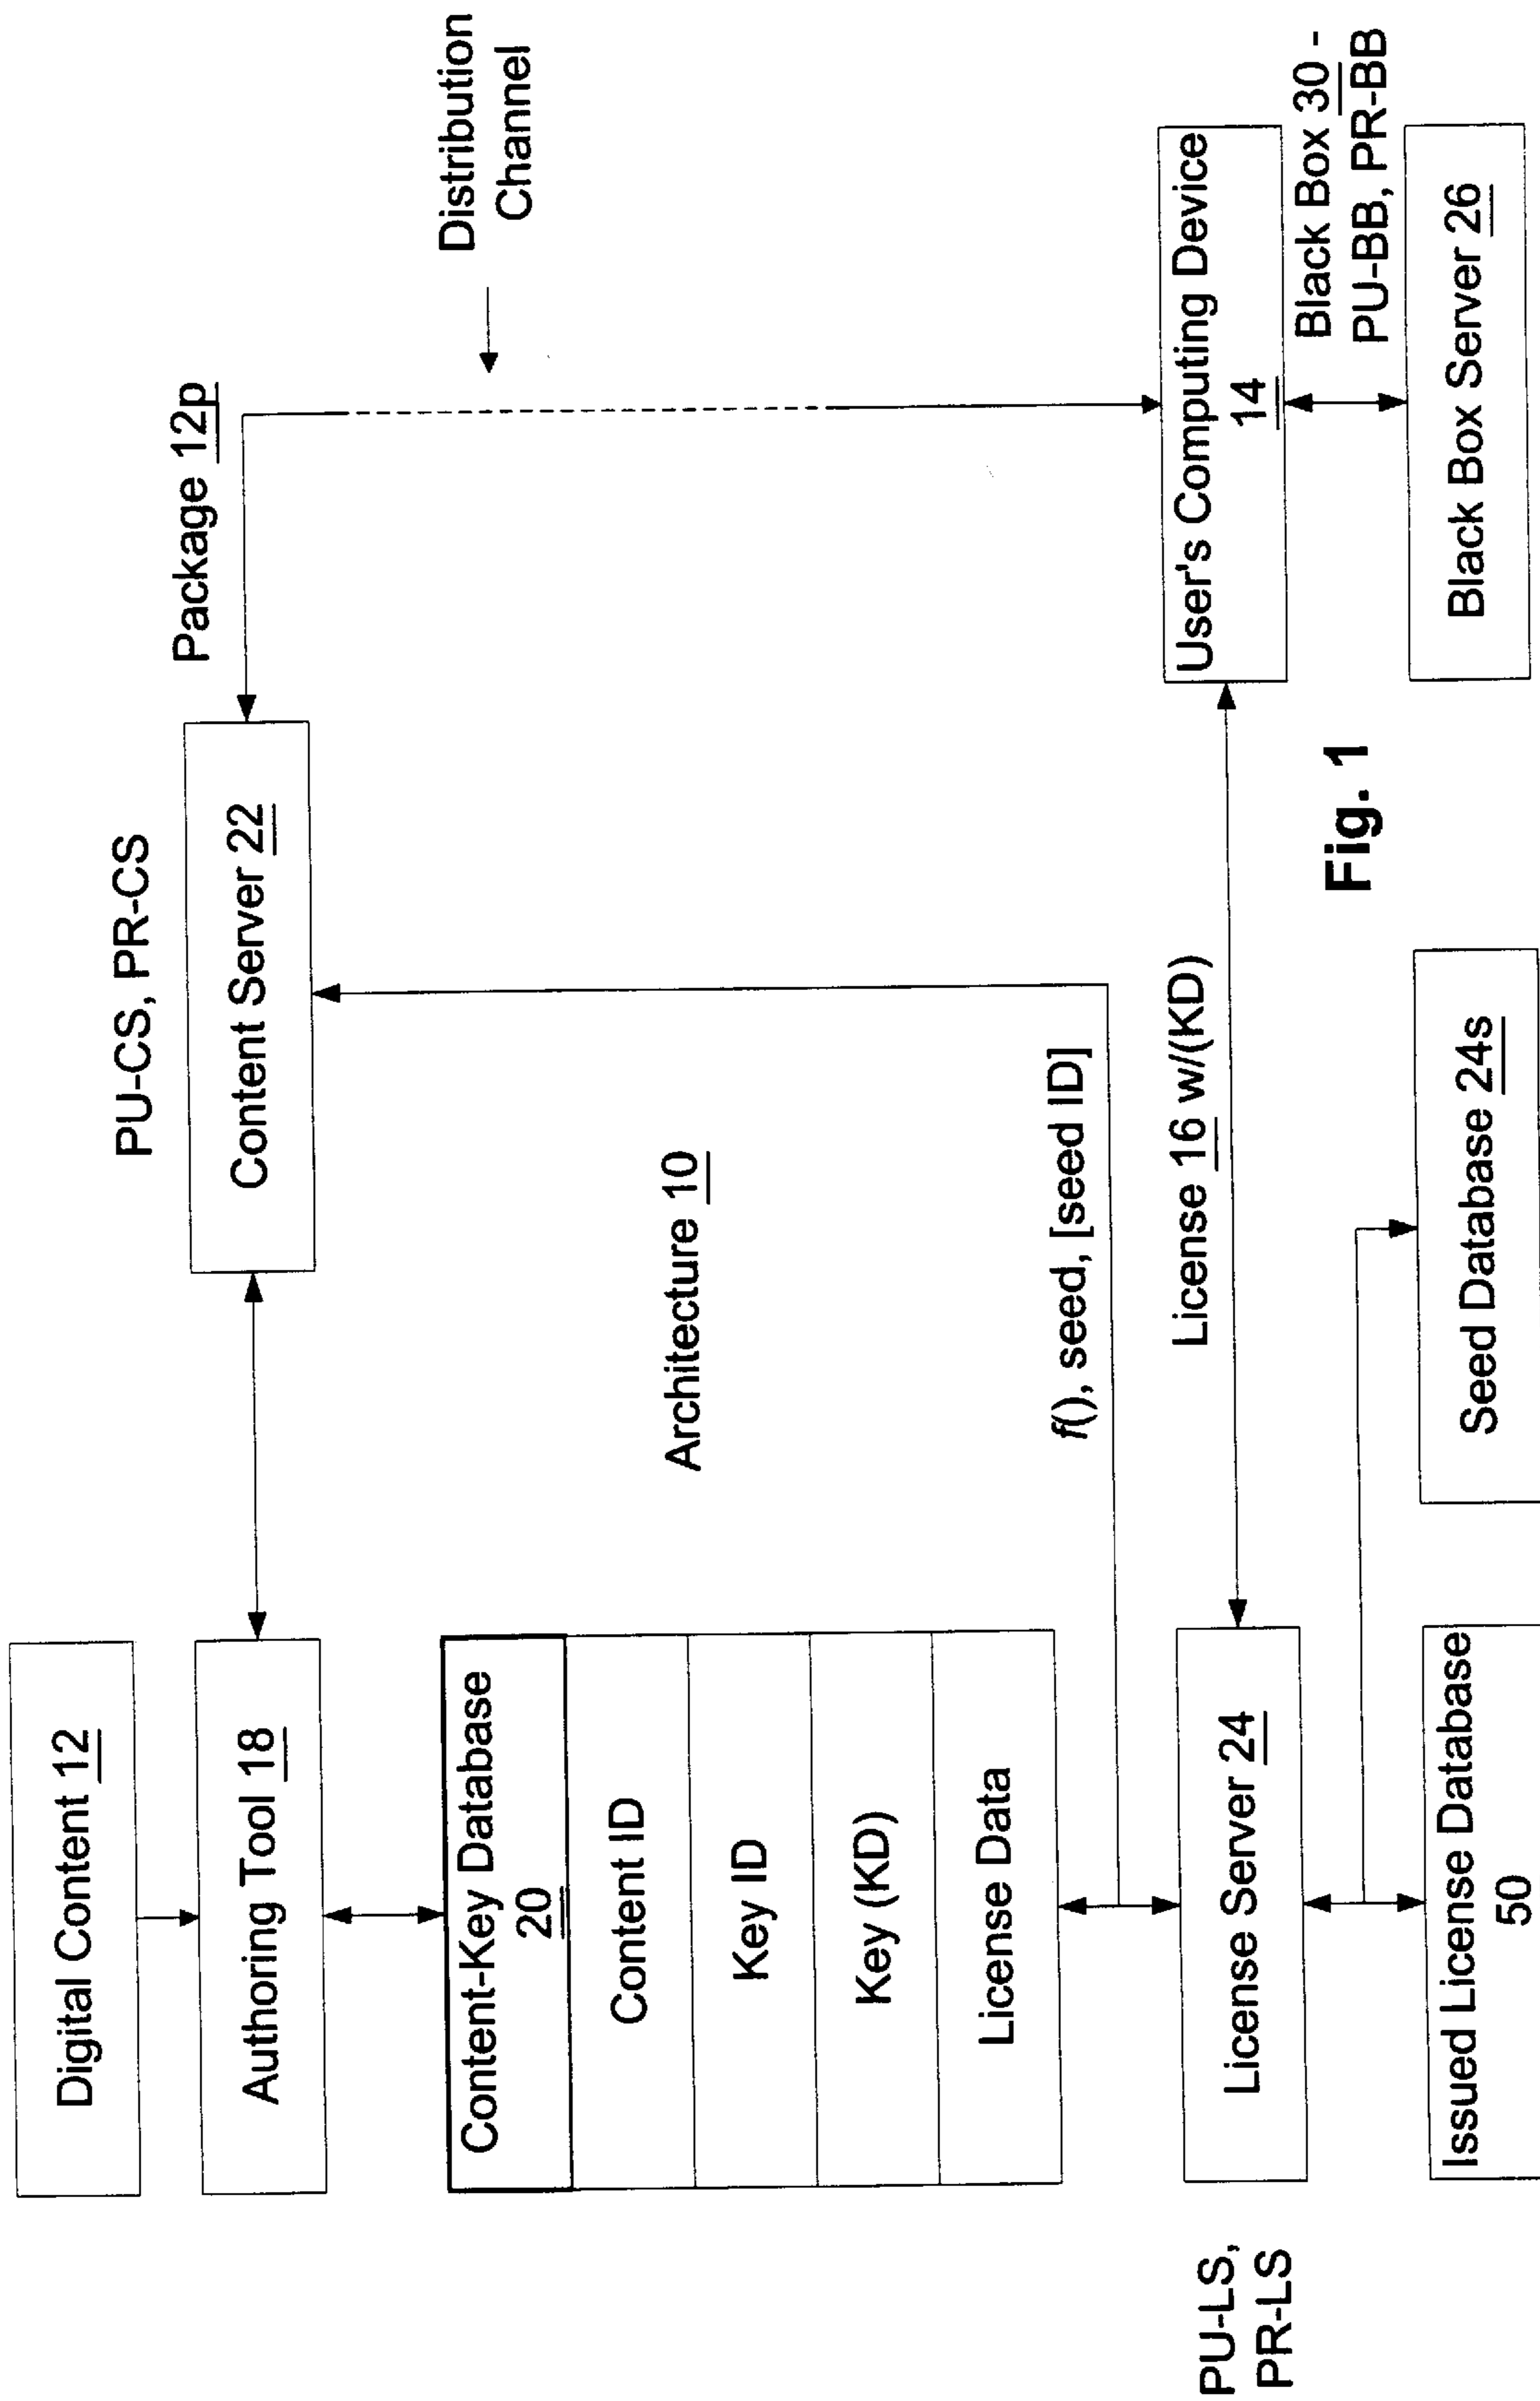 Digital Content 12
Authoring Tool 18
Content-Key Database
20
Content ID
Key ID
Key (KD)
License Data
PU-LS,
PR-LS
License Server 24
Issued License Database
50
Seed Database 24s
PU-CS, PR-CS
Content Server 22
Architecture 10
f(), seed, [seed ID]
License 16 w/(KD)
Package 12p
Distribution
Channel
User's Computing Device
14
Black Box 30 -
PU-BB, PR-BB
Black Box Server 26
Fig. 1